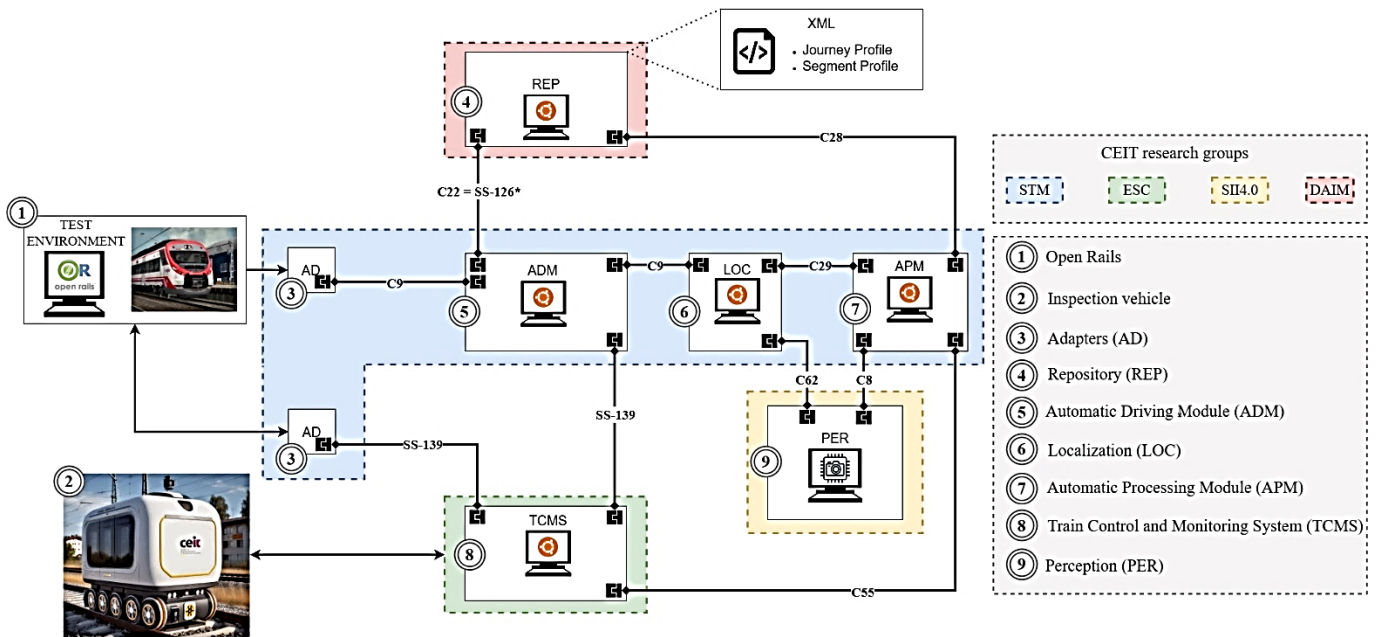 XML
</>
• Journey Profile
• Segment Profile
REP
4
C28
C22 = SS-126*
CEIT research groups
STM
ESC
SII4.0
DAIM
1
TEST
ENVIRONMENT
OR
open rails
AD
3
C9
ADM
5
C9
LOC
6
C29
APM
7
C62
C8
SS-139
AD
3
SS-139
PER
9
2
ceit
TCMS
8
C55
1 Open Rails
2 Inspection vehicle
3 Adapters (AD)
4 Repository (REP)
5 Automatic Driving Module (ADM)
6 Localization (LOC)
7 Automatic Processing Module (APM)
8 Train Control and Monitoring System (TCMS)
9 Perception (PER)